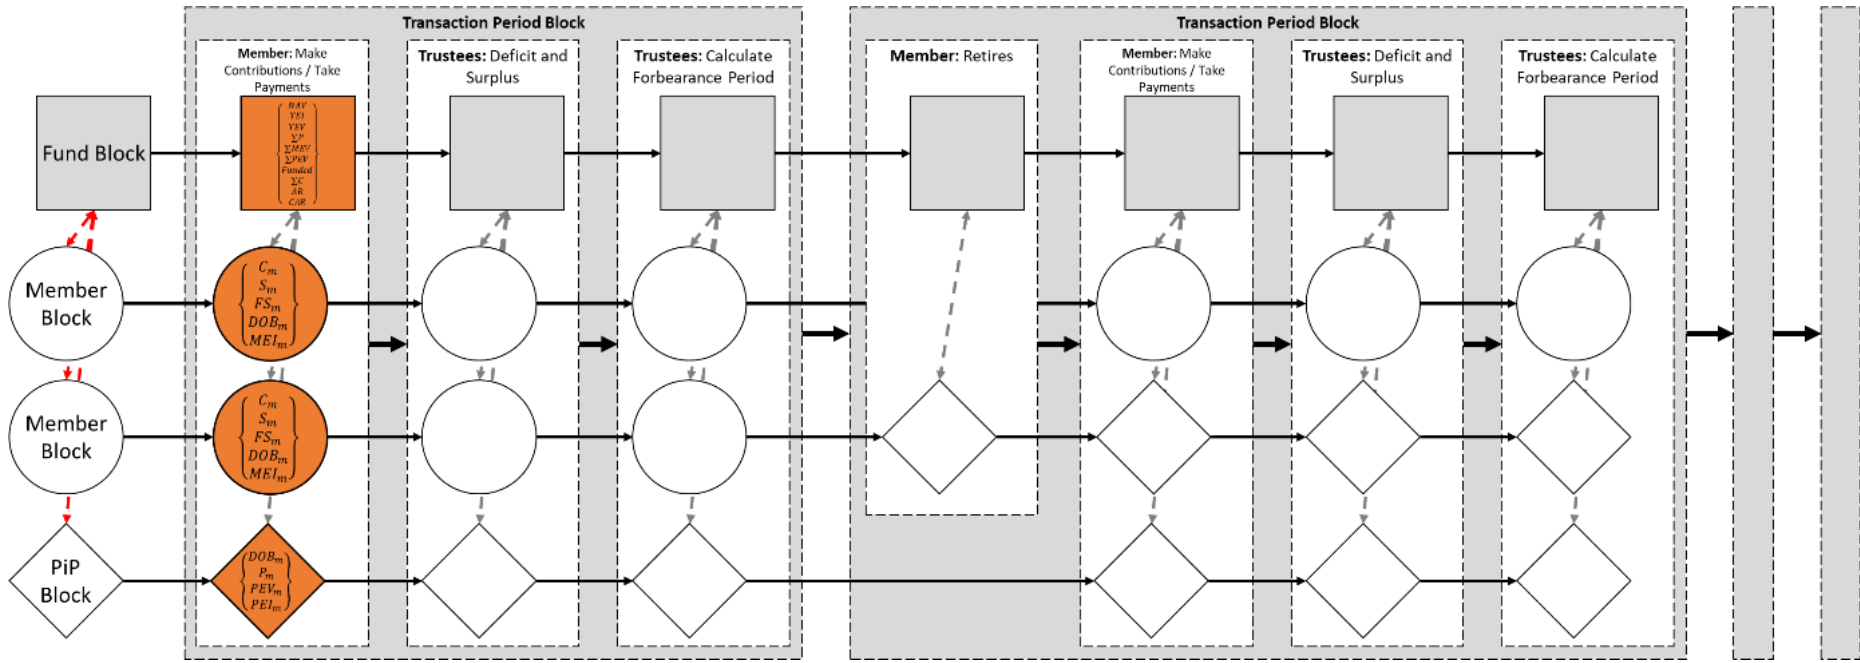 Transaction Period Block
Member: Make
Contributions / Take
Payments
Trustees: Deficit and
Surplus
Trustees: Calculate
Forbearance Period
Transaction Period Block
Member: Retires
Member: Make
Contributions / Take
Payments
Trustees: Deficit and
Surplus
Trustees: Calculate
Forbearance Period
Fund Block
NAV
TEI
TEV
ΣP
ΣMEV
ΣPEV
Funded
ΣC
AR
CAR
Member
Block
C_m
S_m
FS_m
DOB_m
MEI_m
Member
Block
C_m
S_m
FS_m
DOB_m
MEI_m
PiP
Block
DOB_m
P_m
PEV_m
PEI_m